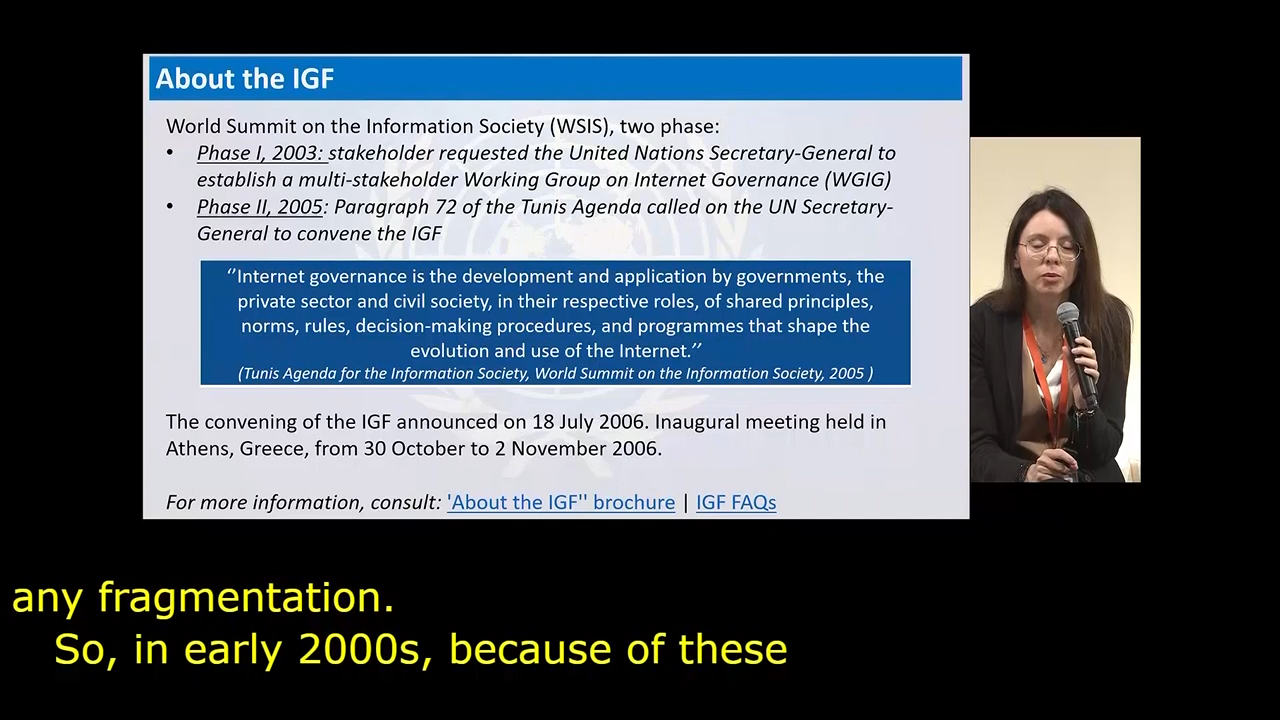 About the IGF
World Summit on the Information Society (WSIS), two phase:
• Phase I, 2003: stakeholder requested the United Nations Secretary-General to
establish a multi-stakeholder Working Group on Internet Governance (WGIG)
• Phase II, 2005: Paragraph 72 of the Tunis Agenda called on the UN Secretary-
General to convene the IGF
‘’Internet governance is the development and application by governments, the
private sector and civil society, in their respective roles, of shared principles,
norms, rules, decision-making procedures, and programmes that shape the
evolution and use of the Internet.’’
(Tunis Agenda for the Information Society, World Summit on the Information Society, 2005 )
The convening of the IGF announced on 18 July 2006. Inaugural meeting held in
Athens, Greece, from 30 October to 2 November 2006.
For more information, consult: 'About the IGF'' brochure | IGF FAQs
any fragmentation.
So, in early 2000s, because of these